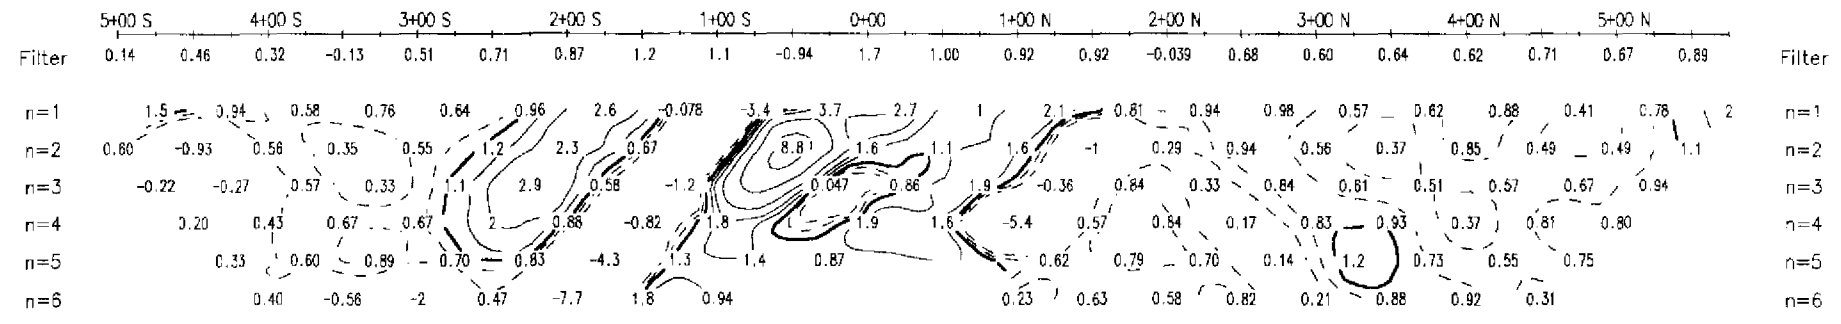 5+00 S 4+00 S 3+00 S 2+00 S 1+00 S 0+00 1+00 N 2+00 N 3+00 N 4+00 N 5+00 N
Filter 0.14 0.46 0.32 -0.13 0.51 0.71 0.87 1.2 1.1 -0.94 1.7 1.00 0.92 0.92 -0.039 0.68 0.60 0.64 0.62 0.71 0.67 0.89 Filter
n=1 1.5 0.94 0.58 0.76 0.64 0.96 2.6 -0.078 -3.4 3.7 2.7 1 2.1 0.81 0.94 0.98 0.57 0.62 0.88 0.41 0.78 2 n=1
n=2 0.60 -0.93 0.56 0.35 0.55 1.2 2.3 0.67 8.8 1.6 1.1 1.6 -1 0.29 0.94 0.56 0.37 0.85 0.49 0.49 1.1 n=2
n=3 -0.22 -0.27 0.57 0.33 1.1 2.9 0.58 -1.2 0.047 0.86 1.9 -0.36 0.84 0.33 0.84 0.61 0.51 0.57 0.67 0.94 n=3
n=4 0.20 0.43 0.67 0.67 2 0.88 -0.82 1.8 1.9 1.6 -5.4 0.57 0.84 0.17 0.83 0.93 0.37 0.81 0.80 n=4
n=5 0.33 0.60 0.89 0.70 0.83 -4.3 1.3 1.4 0.87 0.62 0.79 0.70 0.14 1.2 0.73 0.55 0.75 n=5
n=6 0.40 -0.56 -2 0.47 -7.7 1.8 0.94 0.23 0.63 0.58 0.82 0.21 0.88 0.92 0.31 n=6